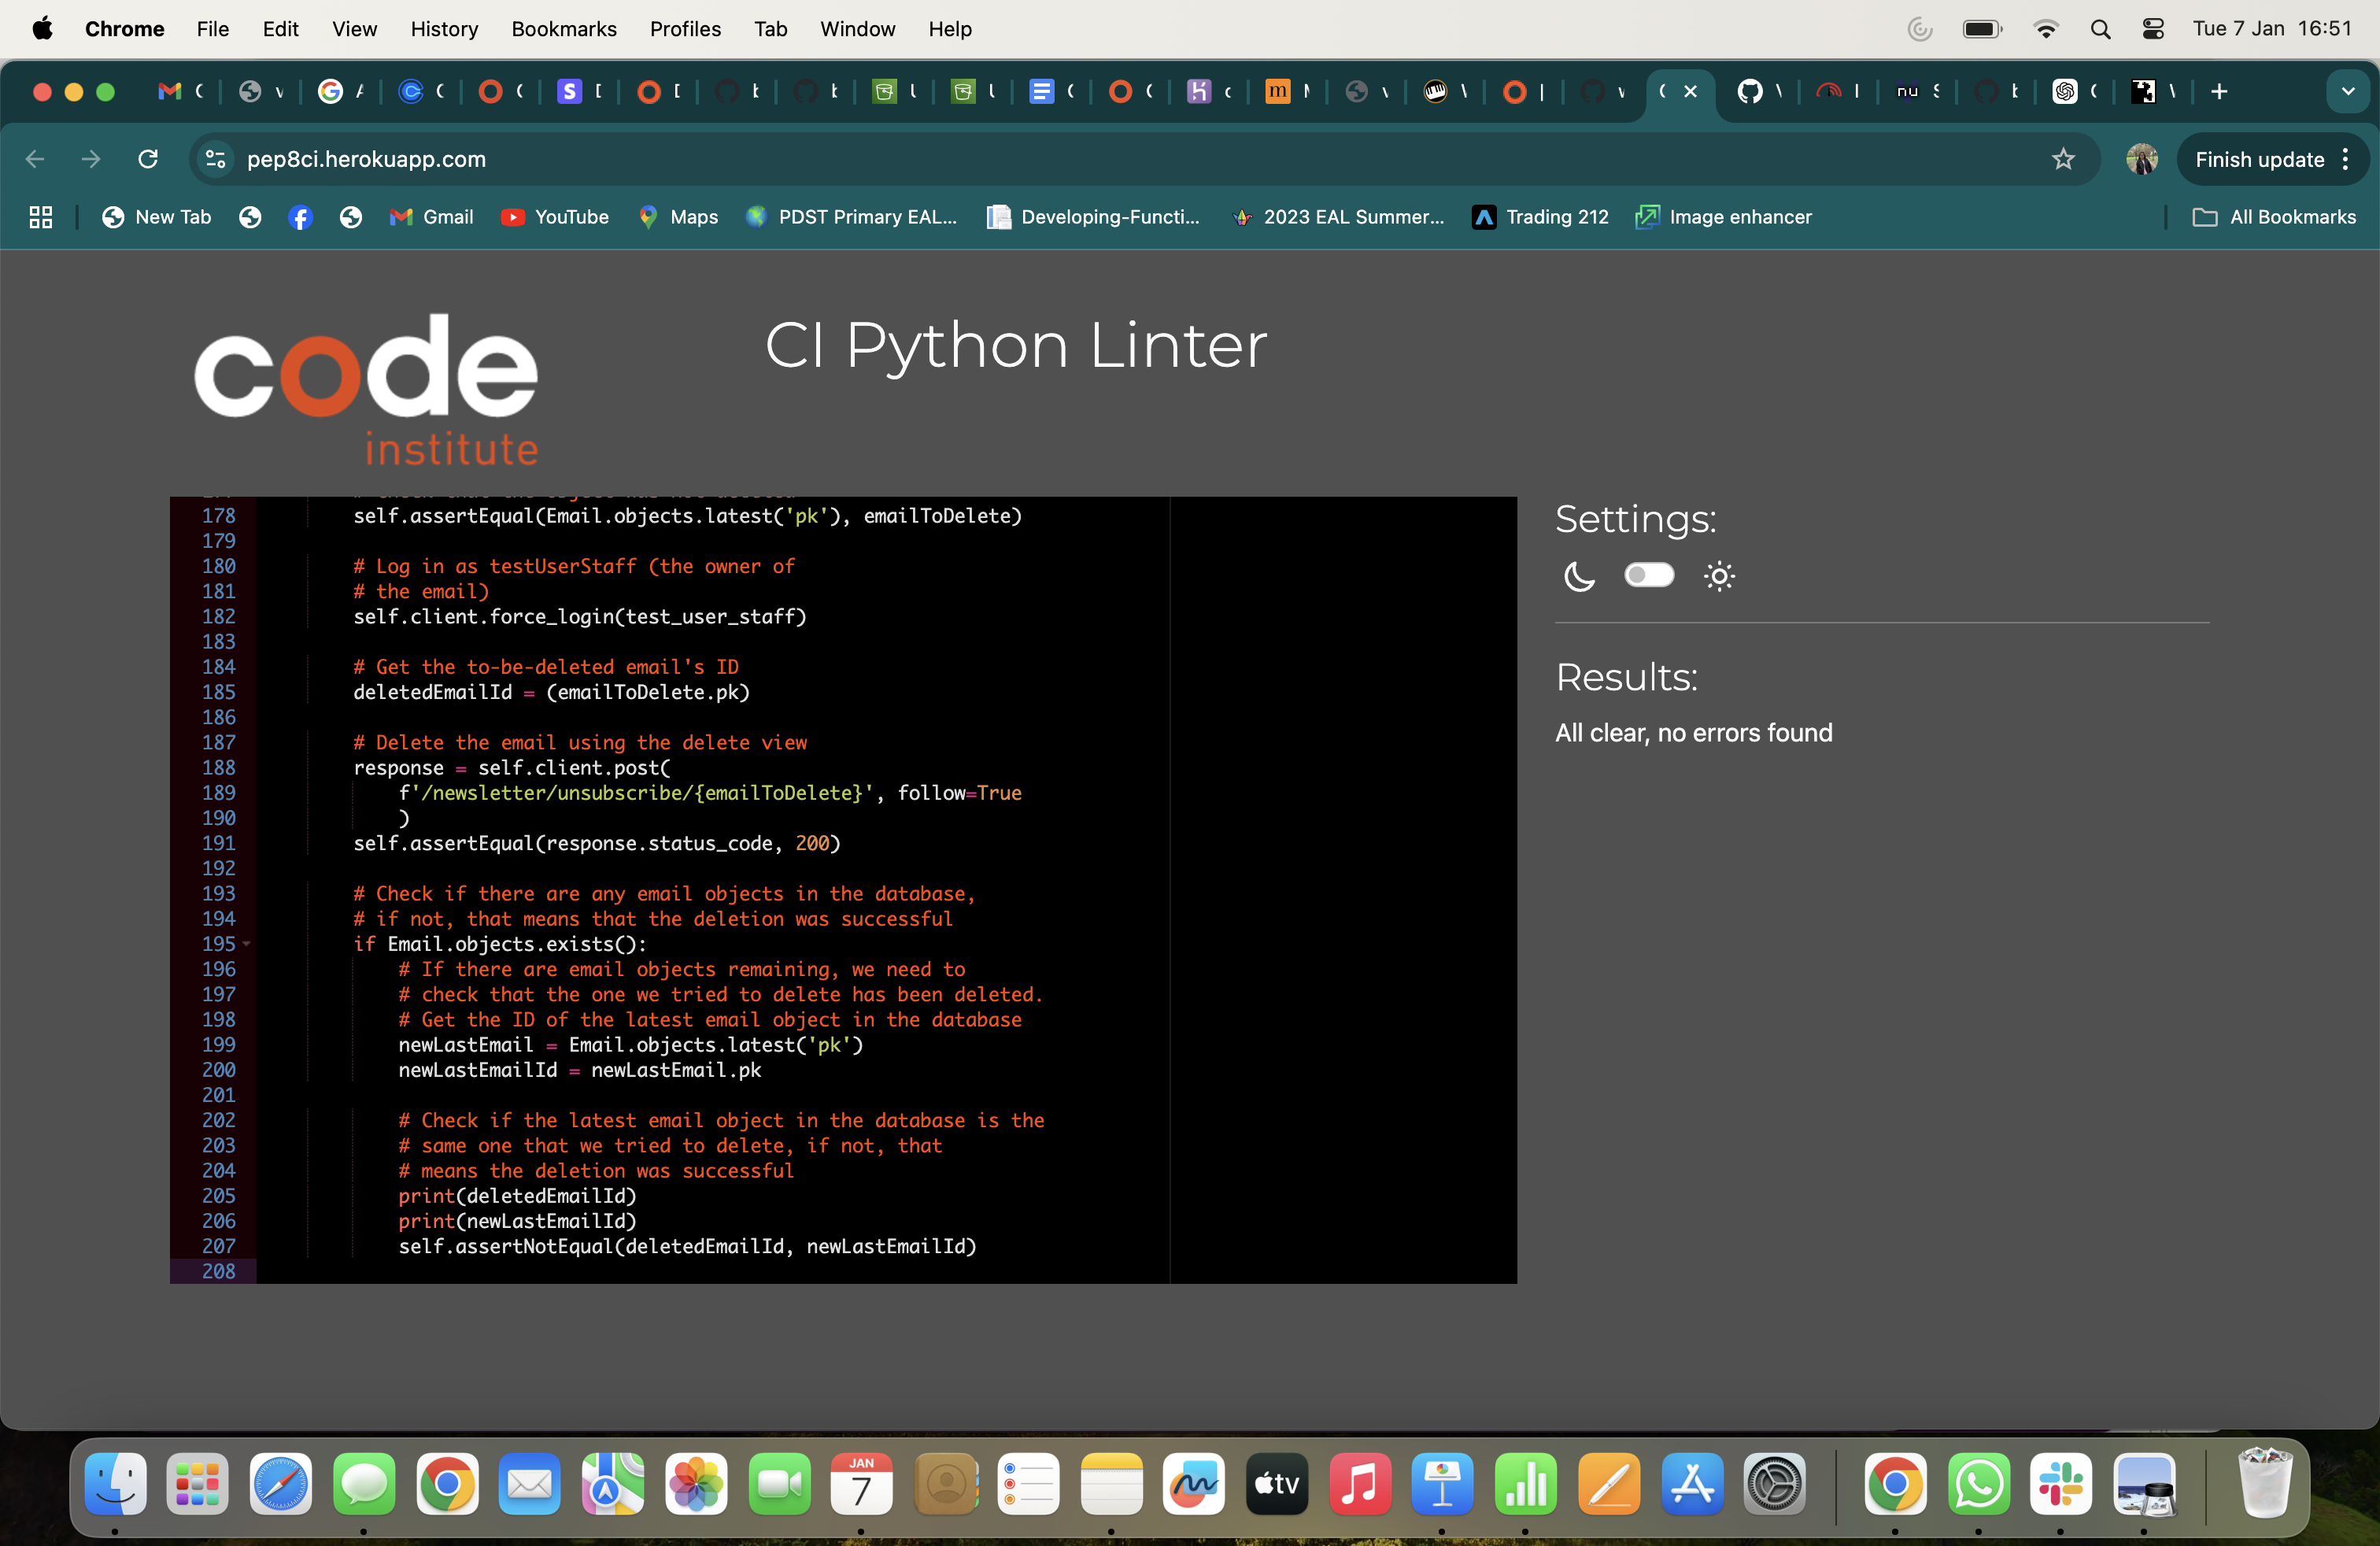 Chrome File Edit View History Bookmarks Profiles Tab Window Help Tue 7 Jan 16:51
pep8ci.herokuapp.com Finish update
New Tab Gmail YouTube Maps PDST Primary EAL... Developing-Functi... 2023 EAL Summer... Trading 212 Image enhancer All Bookmarks
code
institute
CI Python Linter
178 self.assertEqual(Email.objects.latest('pk'), emailToDelete)
179
180 # Log in as testUserStaff (the owner of
181 # the email)
182 self.client.force_login(test_user_staff)
183
184 # Get the to-be-deleted email's ID
185 deletedEmailId = (emailToDelete.pk)
186
187 # Delete the email using the delete view
188 response = self.client.post(
189 f'/newsletter/unsubscribe/{emailToDelete}', follow=True
190 )
191 self.assertEqual(response.status_code, 200)
192
193 # Check if there are any email objects in the database,
194 # if not, that means that the deletion was successful
195 if Email.objects.exists():
196 # If there are email objects remaining, we need to
197 # check that the one we tried to delete has been deleted.
198 # Get the ID of the latest email object in the database
199 newLastEmail = Email.objects.latest('pk')
200 newLastEmailId = newLastEmail.pk
201
202 # Check if the latest email object in the database is the
203 # same one that we tried to delete, if not, that
204 # means the deletion was successful
205 print(deletedEmailId)
206 print(newLastEmailId)
207 self.assertNotEqual(deletedEmailId, newLastEmailId)
208
Settings:
Results:
All clear, no errors found
JAN
7
tv